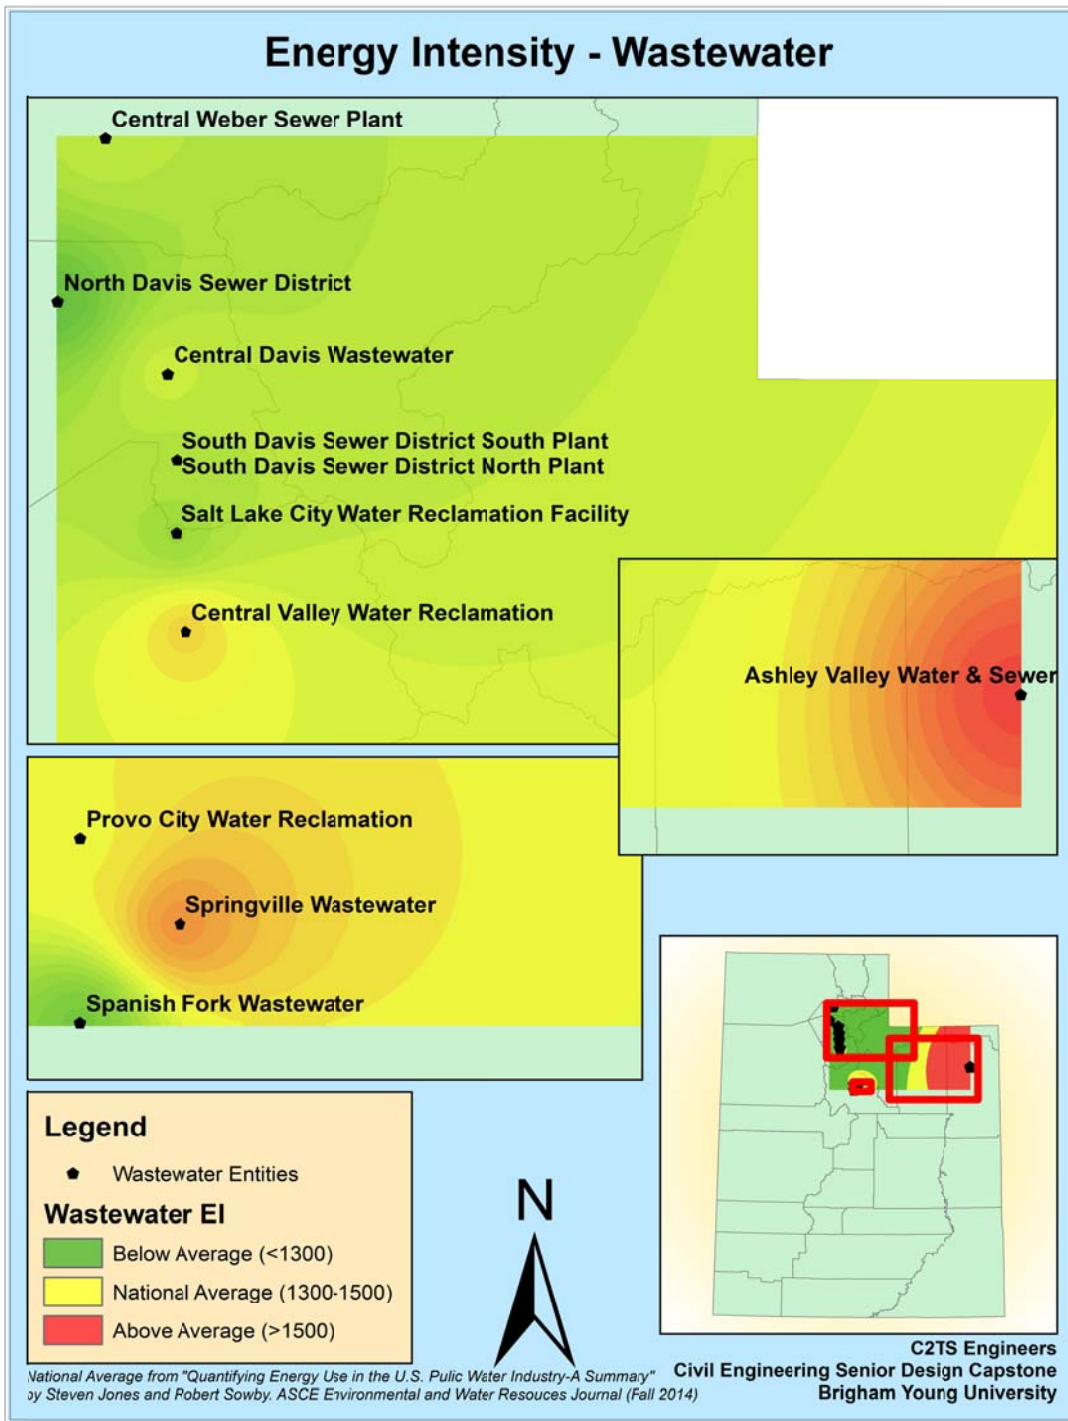 Energy Intensity - Wastewater
Central Weber Sewer Plant
North Davis Sewer District
Central Davis Wastewater
South Davis Sewer District South Plant
South Davis Sewer District North Plant
Salt Lake City Water Reclamation Facility
Central Valley Water Reclamation
Ashley Valley Water & Sewer
Provo City Water Reclamation
Springville Wastewater
Spanish Fork Wastewater
Legend
Wastewater Entities
Wastewater EI
Below Average (<1300)
National Average (1300-1500)
Above Average (>1500)
N
National Average from "Quantifying Energy Use in the U.S. Pulic Water Industry-A Summary"
by Steven Jones and Robert Sowby. ASCE Environmental and Water Resouces Journal (Fall 2014)
C2TS Engineers
Civil Engineering Senior Design Capstone
Brigham Young University